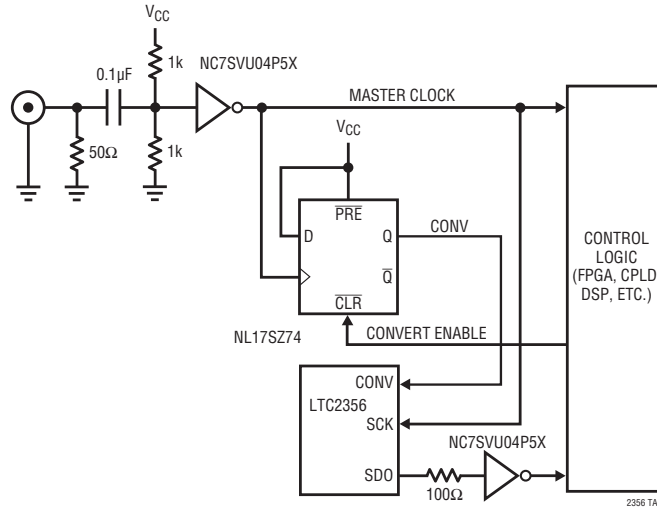 VCC
NC7SVU04P5X
0.1µF
1k
MASTER CLOCK
50Ω
1k
VCC
PRE
D
Q
CONV
Q
CLR
CONTROL
LOGIC
(FPGA, CPLD
DSP, ETC.)
NL17SZ74
CONVERT ENABLE
CONV
LTC2356
SCK
NC7SVU04P5X
SDO
100Ω
2356 TA